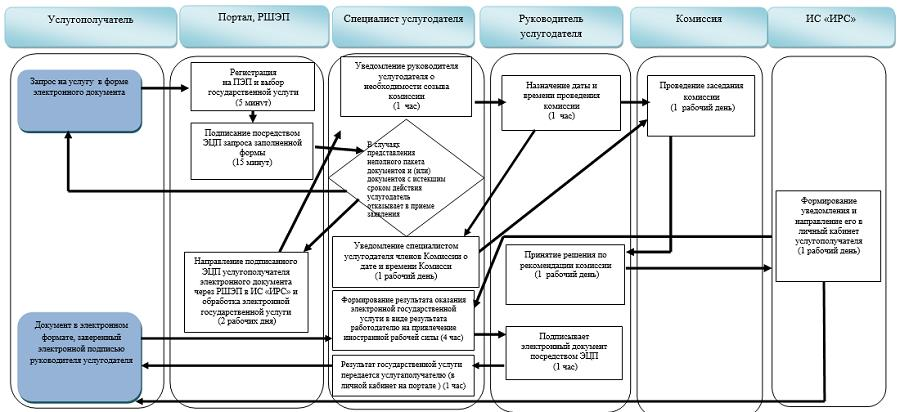 Услугополучатель
Портал, РШЭП
Специалист услугодателя
Руководитель
услугодателя
Комиссия
ИС «ИРС»
Запрос на услугу в форме
электронного документа
Регистрация
на ПЭП и выбор
государственной услуги
(5 минут)
Подписание посредством
ЭЦП запроса заполненной
формы
(15 минут)
Направление подписанного
ЭЦП услугополучателя
электронного документа
через РШЭП в ИС «ИРС» и
обработка электронной
государственной услуги
(2 рабочих дня)
Уведомление руководителя
услугодателя о
необходимости созыва
комиссии
(1 час)
В случаях
представления
неполного пакета
документов и (или)
документов с истекшим
сроком действия
услугодатель
отказывает в приеме
заявления
Уведомление специалистом
услугодателя членов Комиссии о
дате и времени Комисси
(1 рабочий день)
Формирование результата оказания
электронной государственной
услуги в виде результата
работодателю на привлечение
иностранной рабочей силы (4 час)
Результат государственной услуги
передается услугаполучателю (в
личной кабинет на портале ) (1 час)
Назначение даты и
времени проведения
комиссии
(1 час)
Принятие решения по
рекомендации комиссии
(1 рабочий день)
Подписывает
электронный документ
посредством ЭЦП
(1 час)
Проведение заседания
комиссии
(1 рабочий день)
Формирование
уведомления и
направление его в
личный кабинет
услугополучателя
(1 рабочий день)
Документ в электронном
формате, заверенный
электронной подписью
руководителя услугодателя